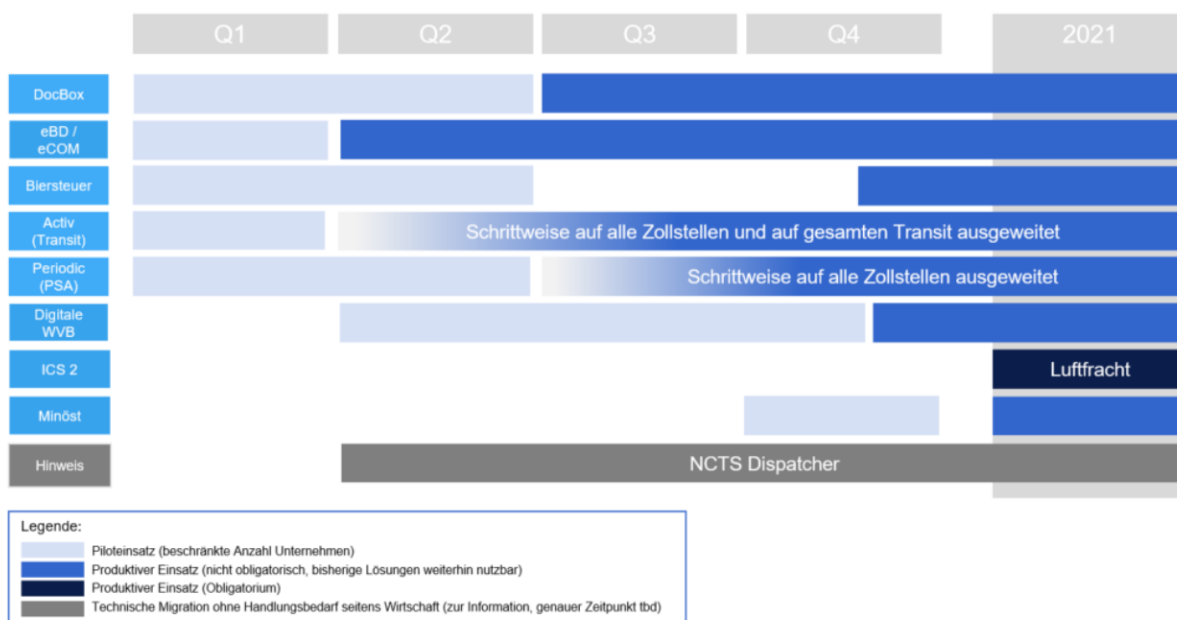 Q1
Q2
Q3
Q4
2021
DocBox
eBD /
eCOM
Biersteuer
Activ
(Transit)
Schrittweise auf alle Zollstellen und auf gesamten Transit ausgeweitet
Periodic
(PSA)
Schrittweise auf alle Zollstellen ausgeweitet
Digitale
WVB
ICS 2
Luftfracht
Minöst
Hinweis
NCTS Dispatcher
Legende:
Piloteinsatz (beschränkte Anzahl Unternehmen)
Produktiver Einsatz (nicht obligatorisch, bisherige Lösungen weiterhin nutzbar)
Produktiver Einsatz (Obligatorium)
Technische Migration ohne Handlungsbedarf seitens Wirtschaft (zur Information, genauer Zeitpunkt tbd)